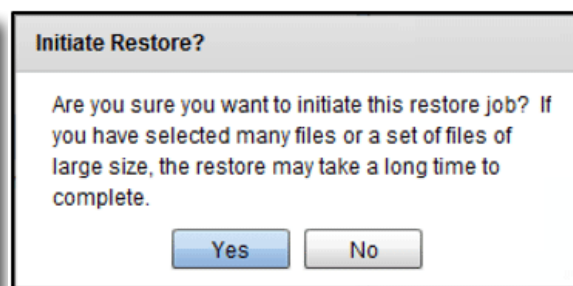 Initiate Restore?
Are you sure you want to initiate this restore job?  If
you have selected many files or a set of files of
large size, the restore may take a long time to
complete.
Yes No